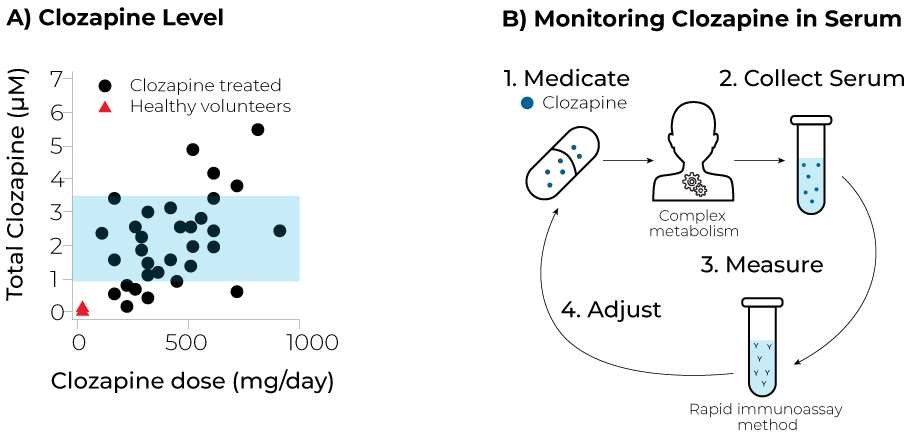 A) Clozapine Level
Total Clozapine (μM)
7
6
5
4
3
2
1
0
Clozapine treated
Healthy volunteers
0
500
1000
Clozapine dose (mg/day)
B) Monitoring Clozapine in Serum
1. Medicate
Clozapine
2. Collect Serum
Complex
metabolism
3. Measure
4. Adjust
Y Y
Y
Y Y
Y
Rapid immunoassay
method